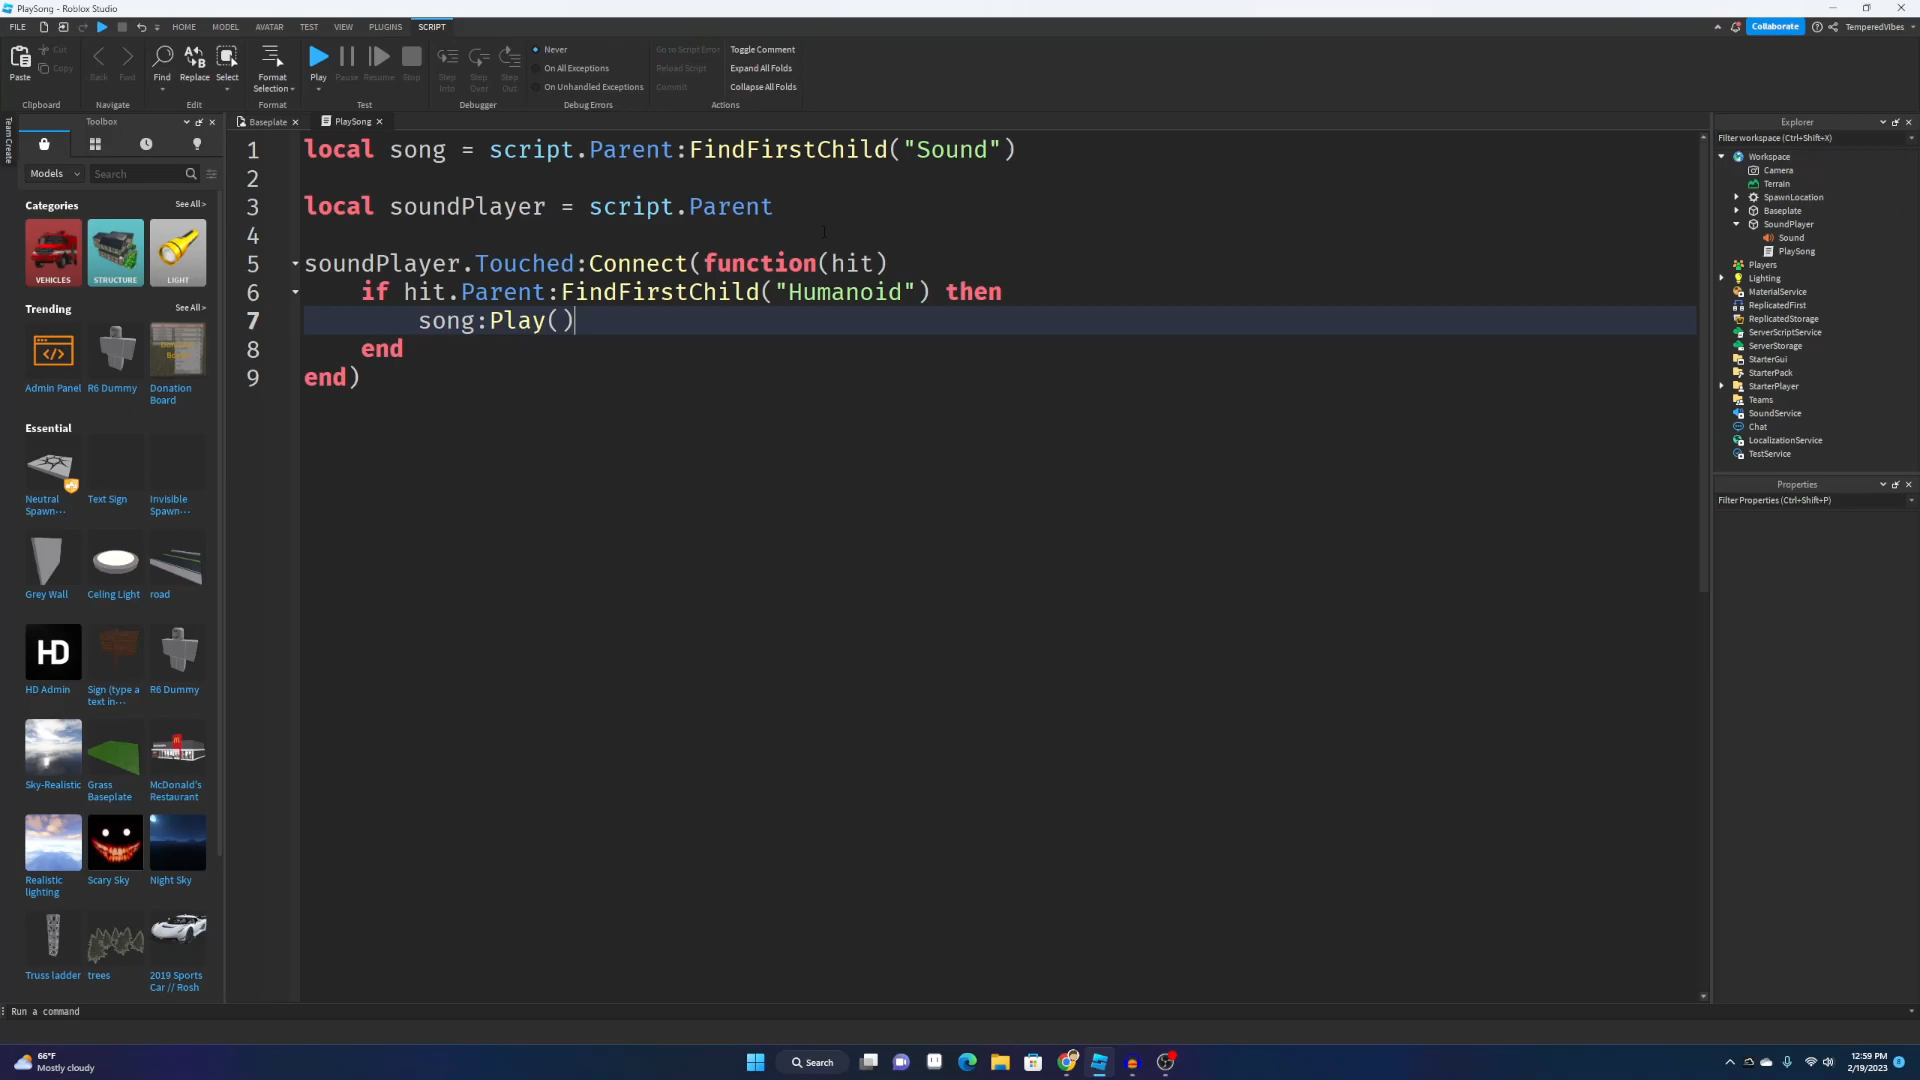 PlaySong - Roblox Studio
FILE HOME MODEL AVATAR TEST VIEW PLUGINS SCRIPT Collaborate TemperedVibes
Paste Cut Copy Clipboard
Back Fwd Navigate
Find Replace Select Edit
Format Selection Format
Play Pause Resume Stop Test
Step Into Step Over Step Out Debugger
Never
On All Exceptions
On Unhandled Exceptions
Debug Errors
Go to Script Error
Reload Script
Commit
Toggle Comment
Expand All Folds
Collapse All Folds
Actions
Team Create
Toolbox
Models Search
Categories See All >
VEHICLES STRUCTURE LIGHT
Trending See All >
</>
Donation Board
Admin Panel R6 Dummy Donation Board
Essential
Neutral Spawn··· Text Sign Invisible Spawn···
Grey Wall Celing Light road
HD
HD Admin Sign (type a text in··· R6 Dummy
Sky-Realistic Grass Baseplate McDonald's Restaurant
Realistic lighting Scary Sky Night Sky
Truss ladder trees 2019 Sports Car // Rosh
Baseplate PlaySong
1 local song = script.Parent:FindFirstChild("Sound")
2
3 local soundPlayer = script.Parent
4
5 soundPlayer.Touched:Connect(function(hit)
6 if hit.Parent:FindFirstChild("Humanoid") then
7 song:Play()
8 end
9 end)
Explorer
Filter workspace (Ctrl+Shift+X)
Workspace
Camera
Terrain
SpawnLocation
Baseplate
SoundPlayer
Sound
PlaySong
Players
Lighting
MaterialService
ReplicatedFirst
ReplicatedStorage
ServerScriptService
ServerStorage
StarterGui
StarterPack
StarterPlayer
Teams
SoundService
Chat
LocalizationService
TestService
Properties
Filter Properties (Ctrl+Shift+P)
Run a command
66°F
Mostly cloudy
Search
12:59 PM
2/19/2023
8